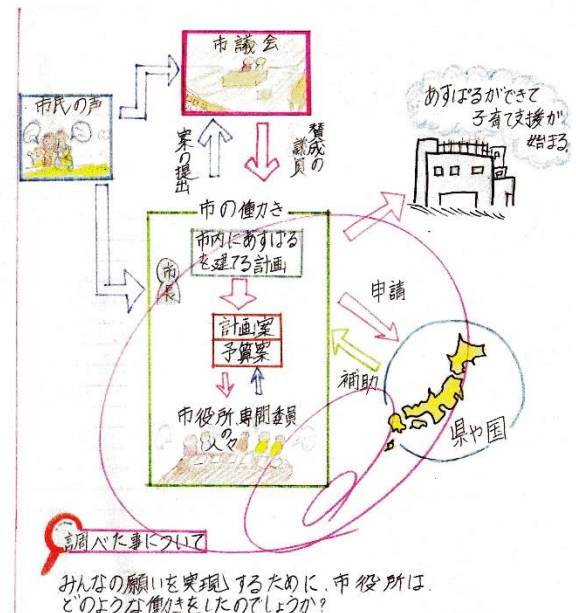 市議会
市民の声
案の提出
賛成の
議員
あすぱるができて
子育て支援が
始まる
市の働き
市長
市内にあすぱる
を建てる計画
計画案
予算案
市役所、専門委員
の
人々
申請
補助
県や国
調べた事について
みんなの願いを実現するために、市役所は、
どのような働きをしたのでしょうか?